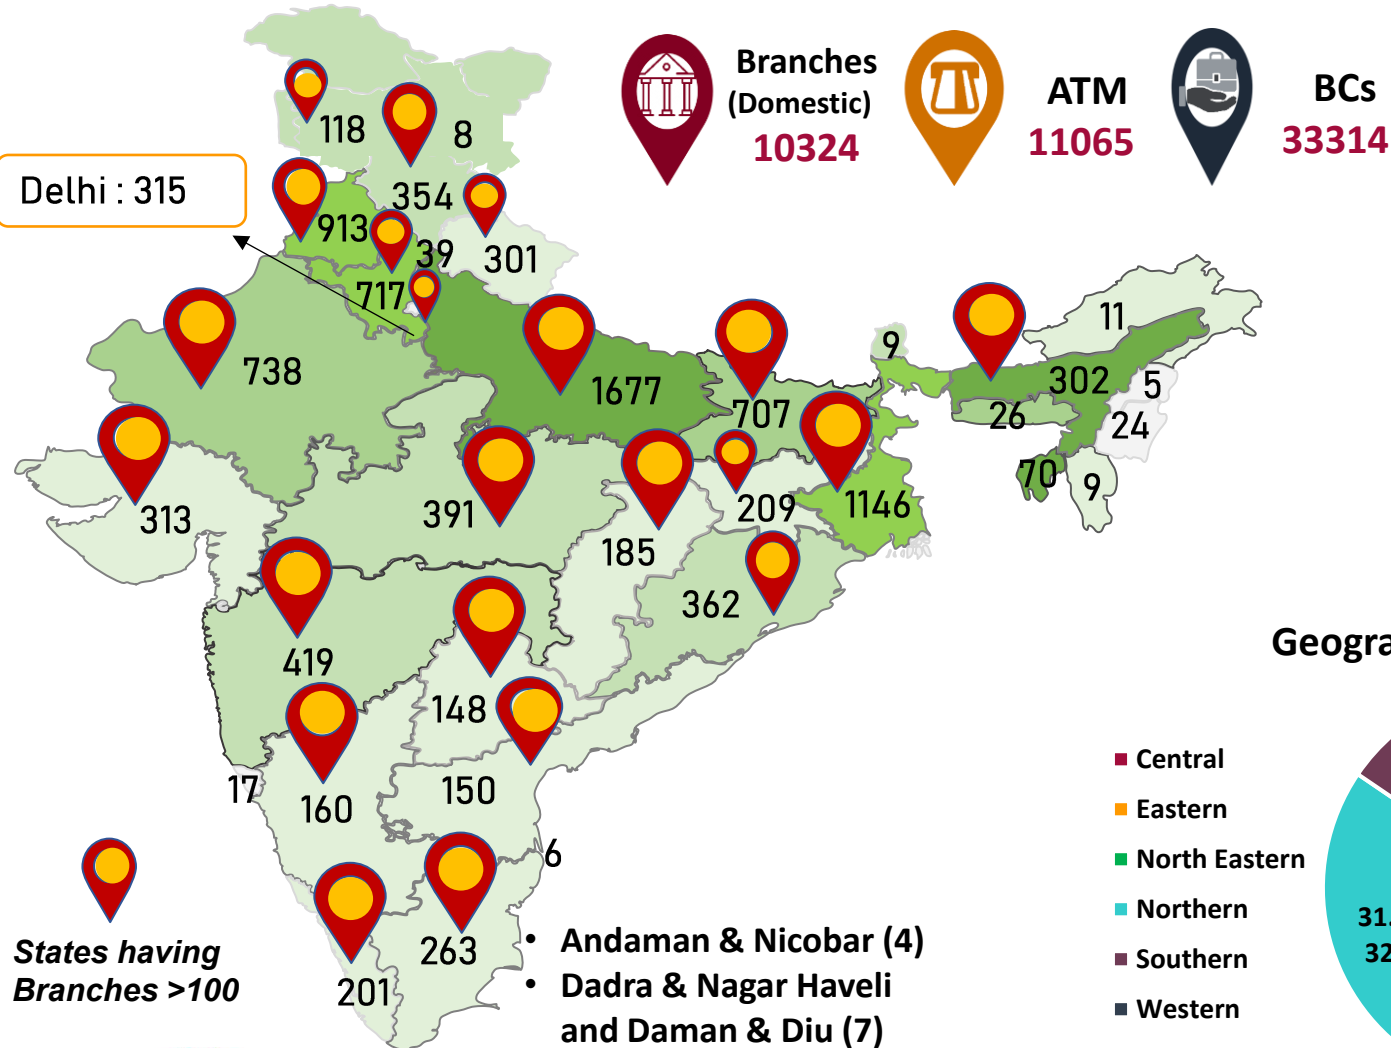 Branches
(Domestic)
10324
ATM
11065
BCs
33314
118
8
Delhi : 315
354
913
39
301
717
738
1677
707
9
11
302
5
26
24
70
9
313
391
209
1146
185
362
419
148
17
160
150
6
263
201
States having
Branches >100
• Andaman & Nicobar (4)
• Dadra & Nagar Haveli
and Daman & Diu (7)
Geogra
Central
Eastern
North Eastern
Northern
Southern
Western
31.
32